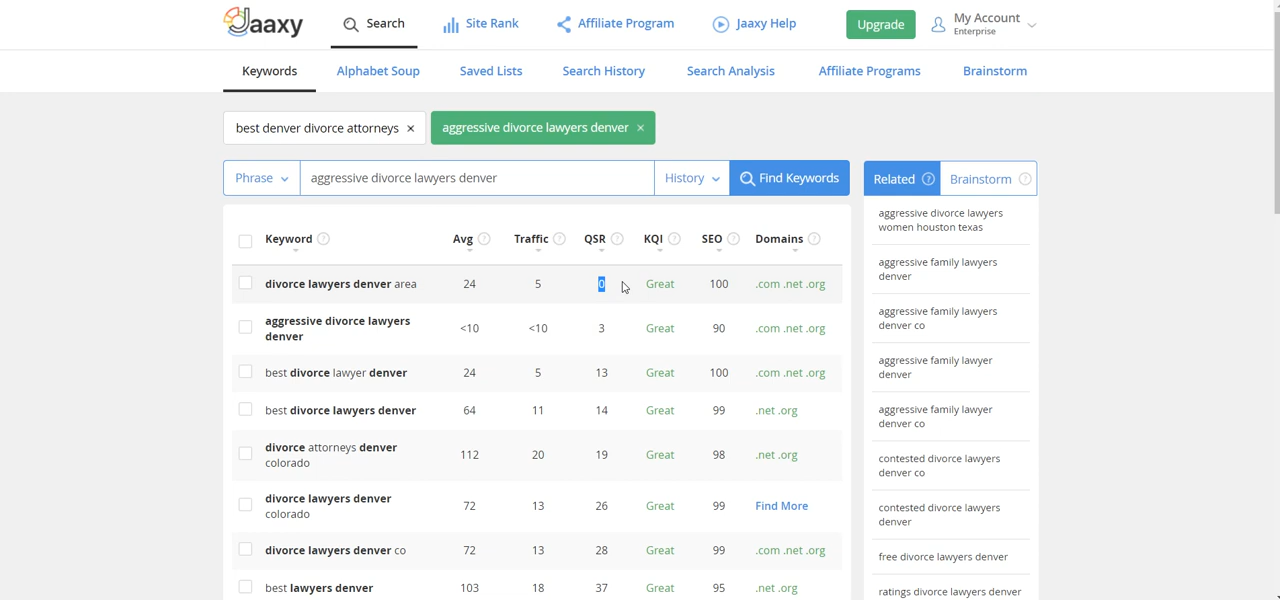 Jaaxy
Search
Site Rank
Affiliate Program
Jaaxy Help
Upgrade
My Account
Enterprise
Keywords
Alphabet Soup
Saved Lists
Search History
Search Analysis
Affiliate Programs
Brainstorm
best denver divorce attorneys ×
aggressive divorce lawyers denver ×
Phrase
aggressive divorce lawyers denver
History
Find Keywords
Related ?
Brainstorm ?
Keyword ? Avg ? Traffic ? QSR ? KQI ? SEO ? Domains ?
divorce lawyers denver area 24 5 0 Great 100 .com .net .org
aggressive divorce lawyers
denver <10 <10 3 Great 90 .com .net .org
best divorce lawyer denver 24 5 13 Great 100 .com .net .org
best divorce lawyers denver 64 11 14 Great 99 .net .org
divorce attorneys denver
colorado 112 20 19 Great 98 .net .org
divorce lawyers denver
colorado 72 13 26 Great 99 Find More
divorce lawyers denver co 72 13 28 Great 99 .com .net .org
best lawyers denver 103 18 37 Great 95 .net .org
aggressive divorce lawyers
women houston texas
aggressive family lawyers
denver
aggressive family lawyers
denver co
aggressive family lawyer
denver
aggressive family lawyer
denver co
contested divorce lawyers
denver co
contested divorce lawyers
denver
free divorce lawyers denver
ratings divorce lawyers denver